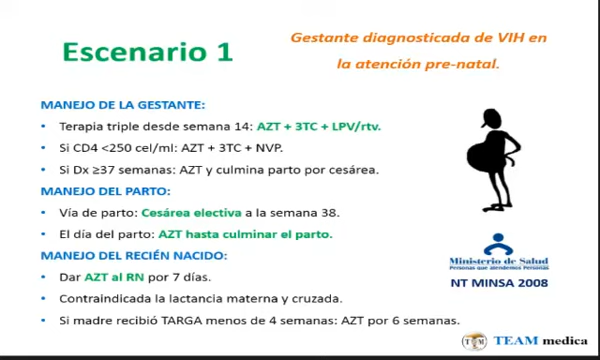 Escenario 1
Gestante diagnosticada de VIH en
la atención pre-natal.
MANEJO DE LA GESTANTE:
• Terapia triple desde semana 14: AZT + 3TC + LPV/rtv.
• Si CD4 <250 cel/ml: AZT + 3TC + NVP.
• Si Dx ≥37 semanas: AZT y culmina parto por cesárea.
MANEJO DEL PARTO:
• Vía de parto: Cesárea electiva a la semana 38.
• El día del parto: AZT hasta culminar el parto.
MANEJO DEL RECIÉN NACIDO:
• Dar AZT al RN por 7 días.
• Contraindicada la lactancia materna y cruzada.
• Si madre recibió TARGA menos de 4 semanas: AZT por 6 semanas.
Ministerio de Salud
Personas que atendemos Personas
NT MINSA 2008
TEAM medica